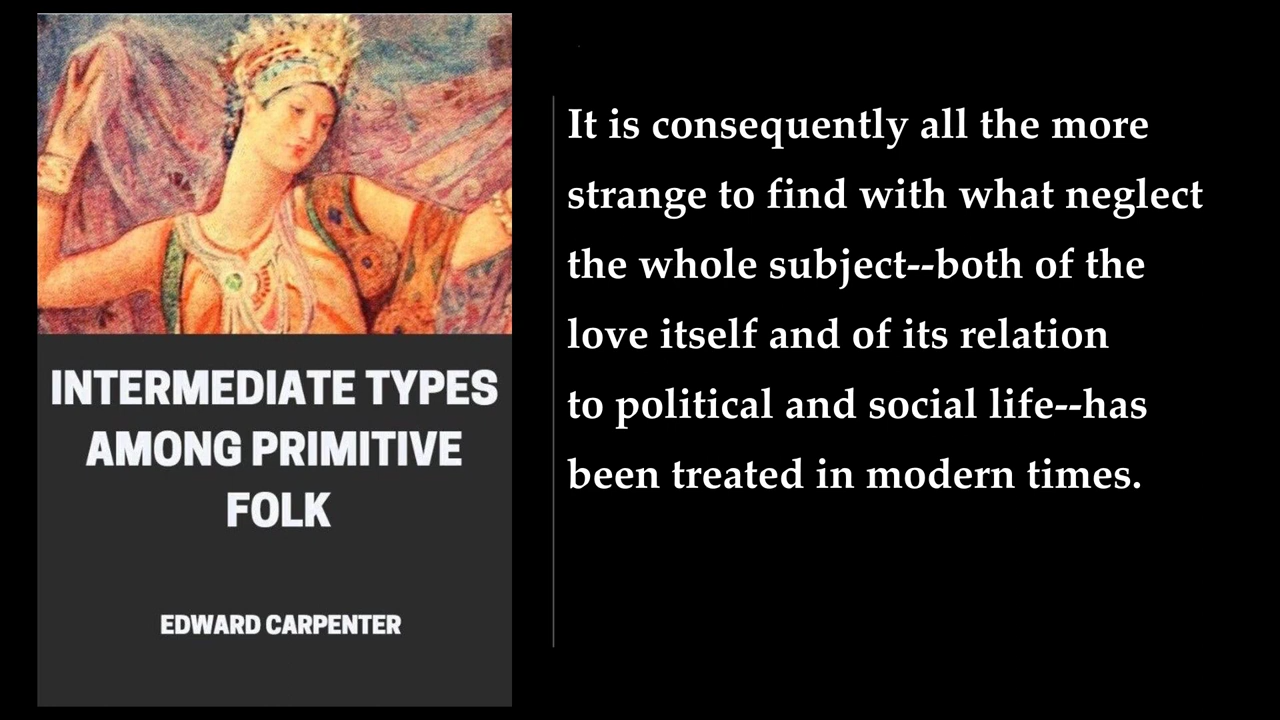 INTERMEDIATE TYPES
AMONG PRIMITIVE
FOLK
EDWARD CARPENTER
It is consequently all the more
strange to find with what neglect
the whole subject--both of the
love itself and of its relation
to political and social life--has
been treated in modern times.